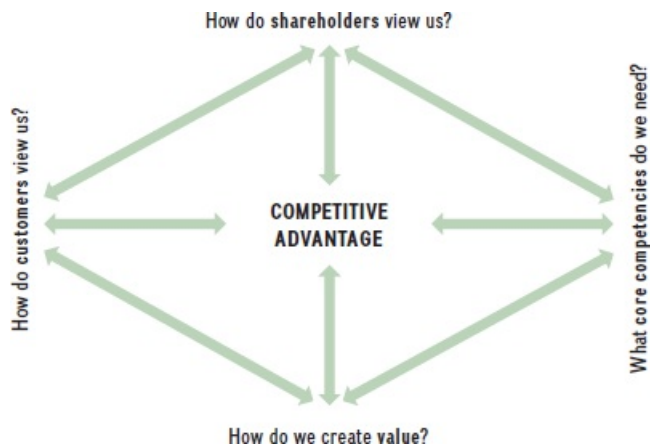 How do shareholders view us?
How do customers view us?
COMPETITIVE
ADVANTAGE
What core competencies do we need?
How do we create value?